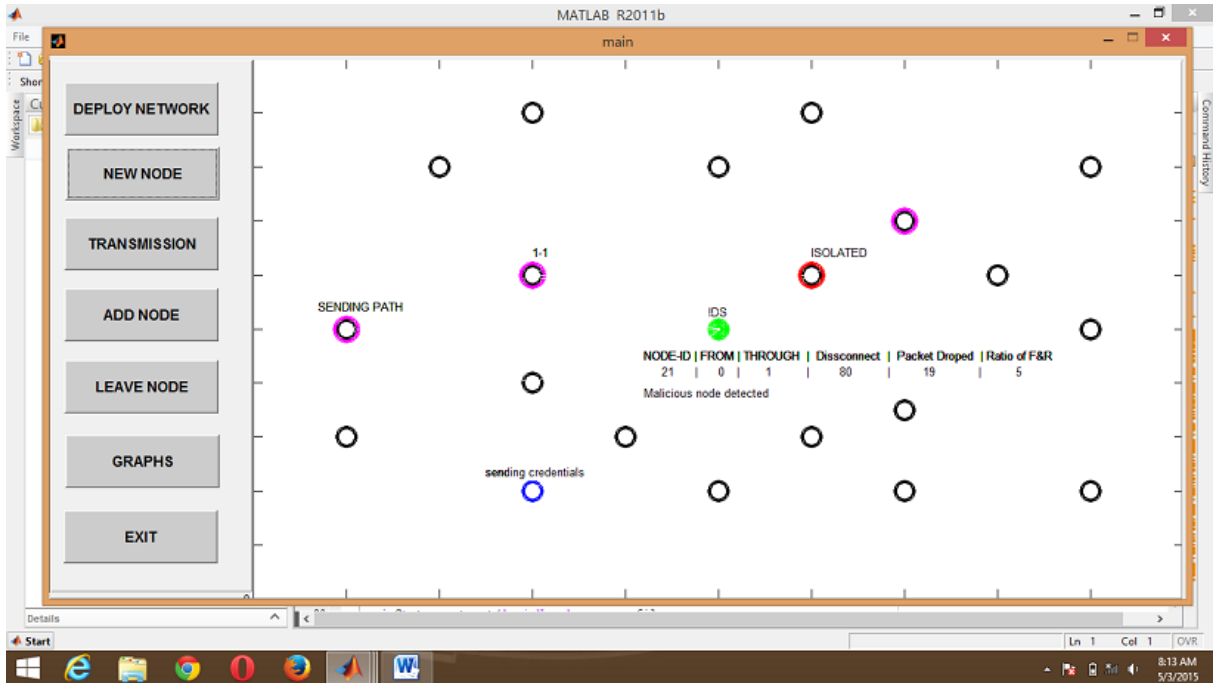 MATLAB R2011b
File
main
Shor
Cu
Workspace
Command History
DEPLOY NETWORK
NEW NODE
TRANSMISSION
ADD NODE
LEAVE NODE
GRAPHS
EXIT
1-1
ISOLATED
SENDING PATH
IDS
NODE-ID | FROM | THROUGH | Dissconnect | Packet Droped | Ratio of F&R
21 | 0 | 1 | 80 | 19 | 5
Malicious node detected
sending credentials
Details
Start
Ln 1 Col 1 OVR
8:13 AM
5/3/2015